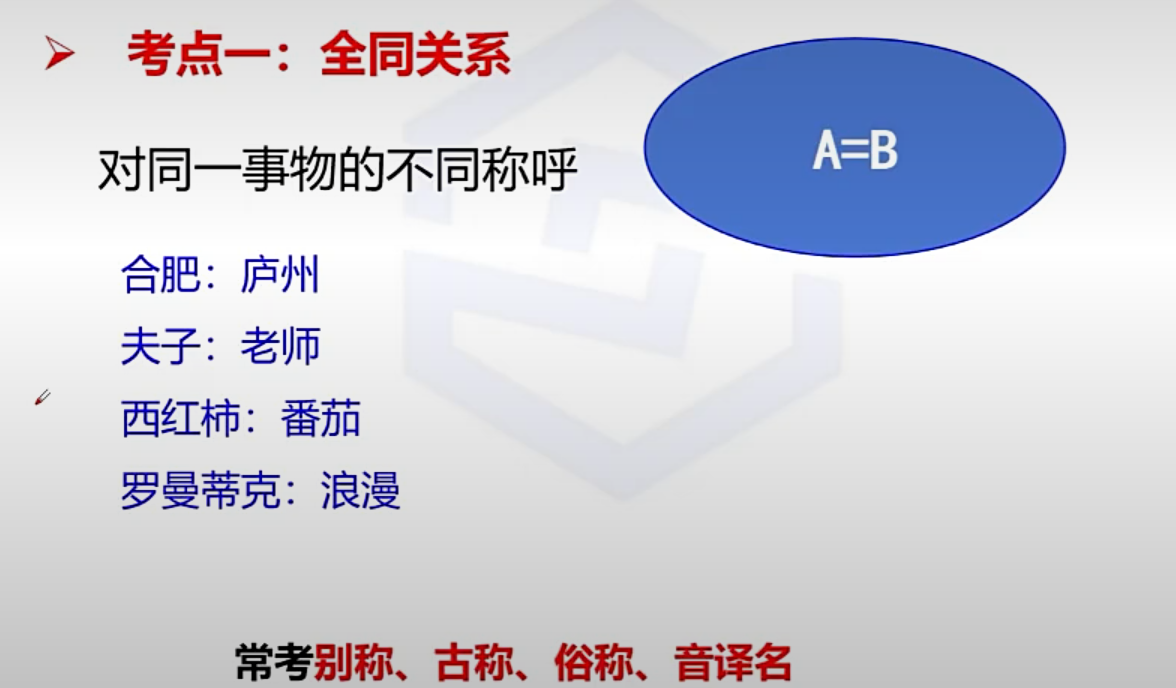 考点一：全同关系
A=B
对同一事物的不同称呼
合肥：庐州
夫子：老师
西红柿：番茄
罗曼蒂克：浪漫
常考别称、古称、俗称、音译名